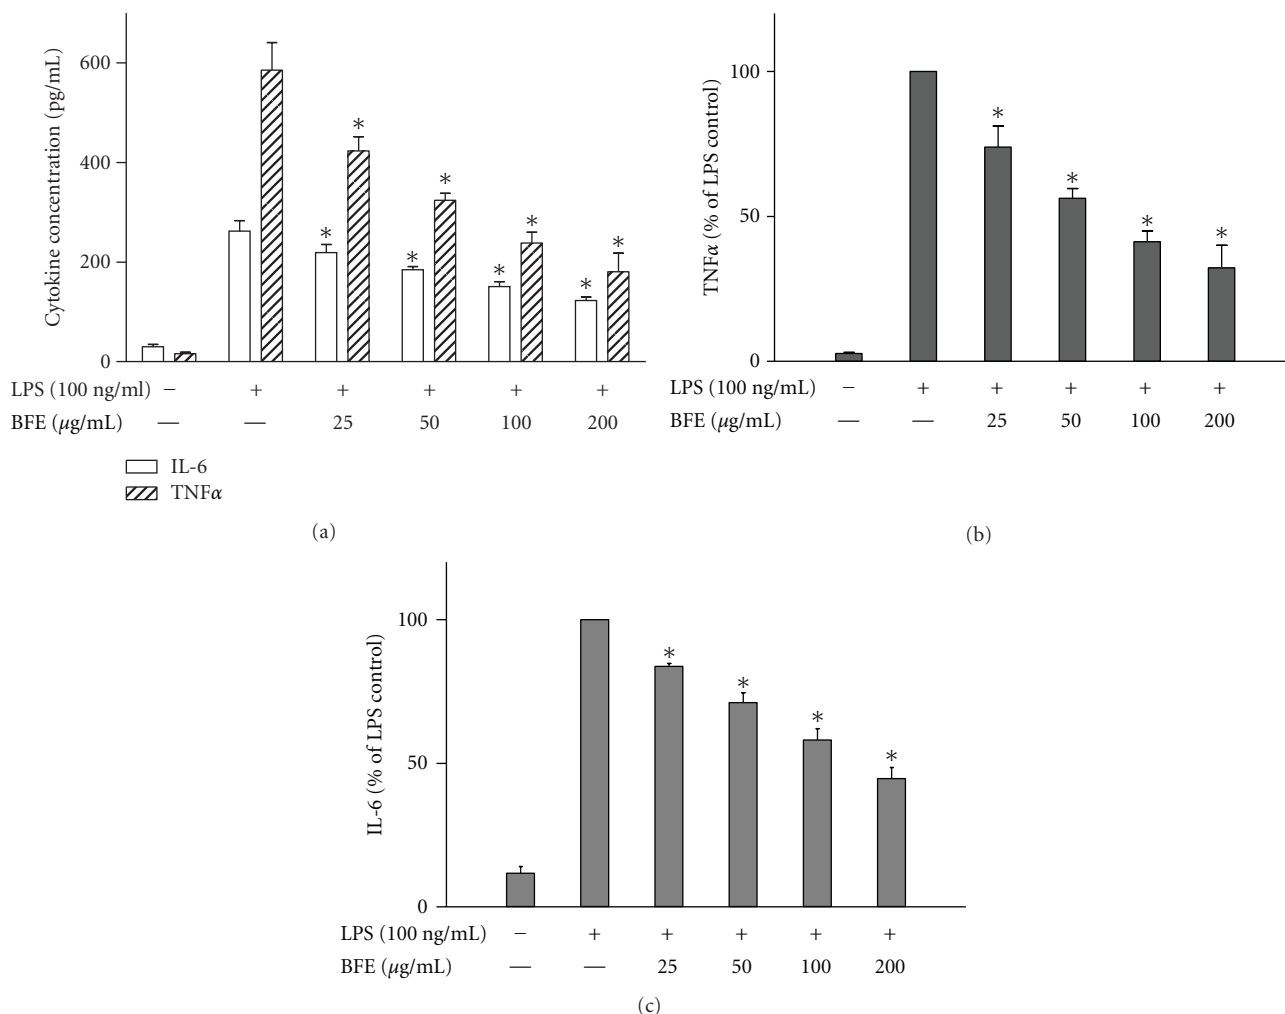 Cytokine concentration (pg/mL)
600
400
200
0
* * * *
* * * *
LPS (100 ng/ml) − + + + + +
BFE (μg/mL) — — 25 50 100 200
IL-6
TNFα
(a)
TNFα (% of LPS control)
100
50
0
* * * *
LPS (100 ng/mL) − + + + + +
BFE (μg/mL) — — 25 50 100 200
(b)
IL-6 (% of LPS control)
100
50
0
* * * *
LPS (100 ng/mL) − + + + + +
BFE (μg/mL) — — 25 50 100 200
(c)